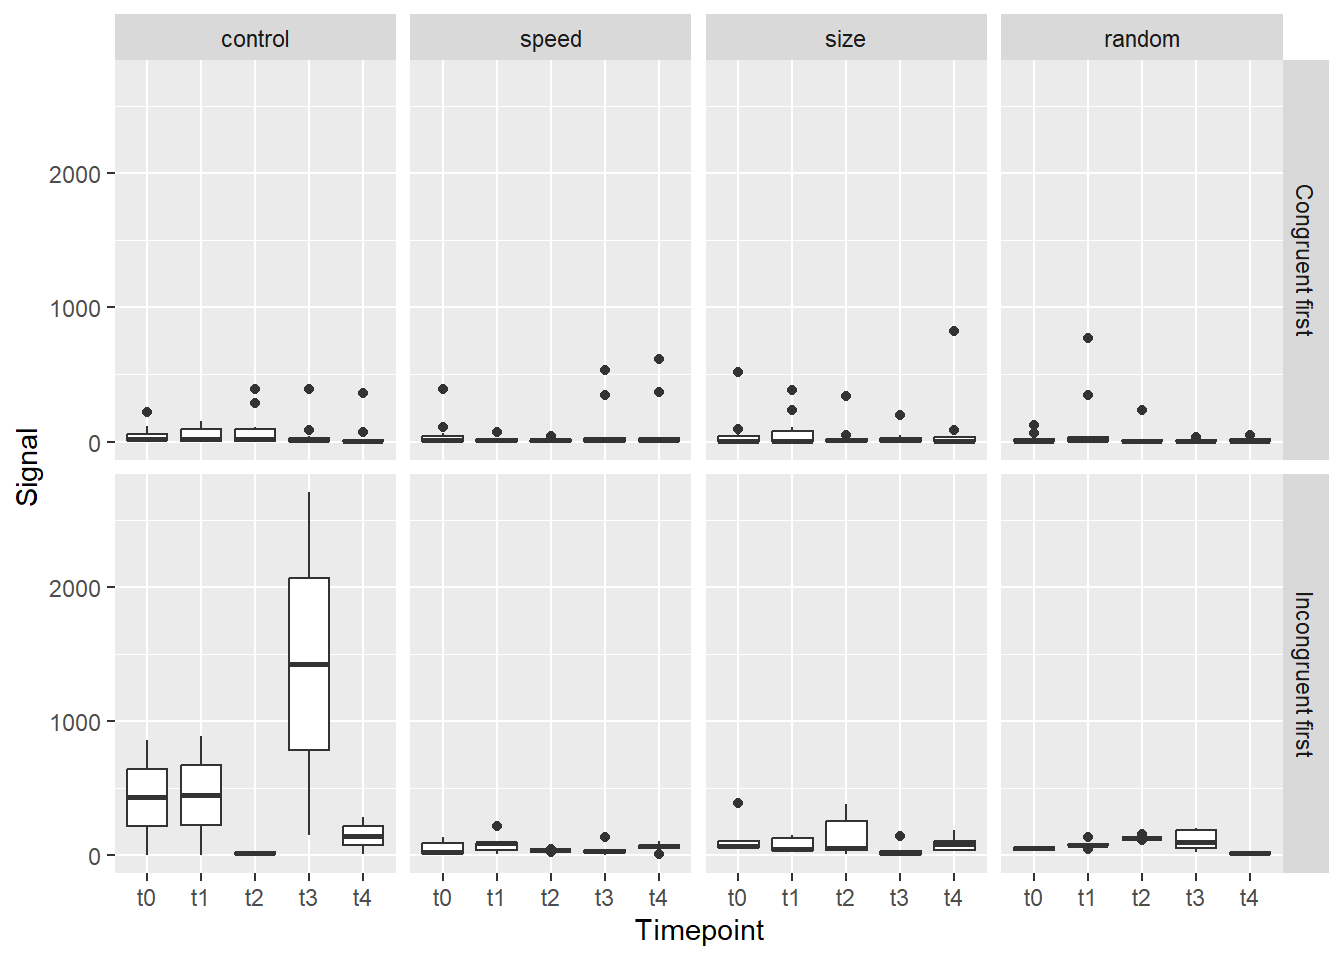 control speed size random
2000
1000
0
Congruent first
Signal
2000
1000
0
Incongruent first
t0 t1 t2 t3 t4 t0 t1 t2 t3 t4 t0 t1 t2 t3 t4 t0 t1 t2 t3 t4
Timepoint